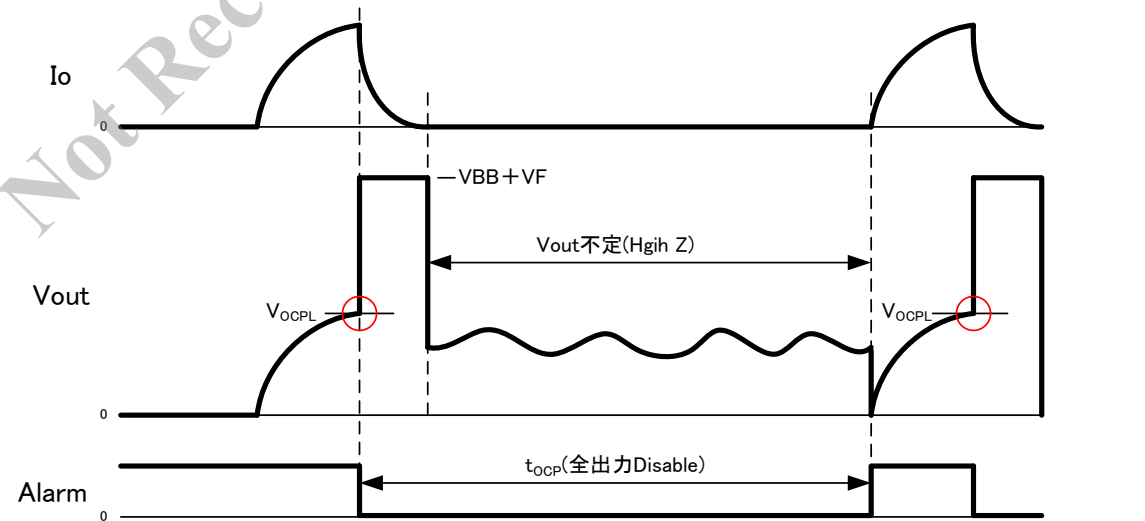 Not Rec
Io
0
—VBB+VF
Vout不定(Hgih Z)
Vout
VOCPL
VOCPL
0
tOCP(全出力Disable)
Alarm
0